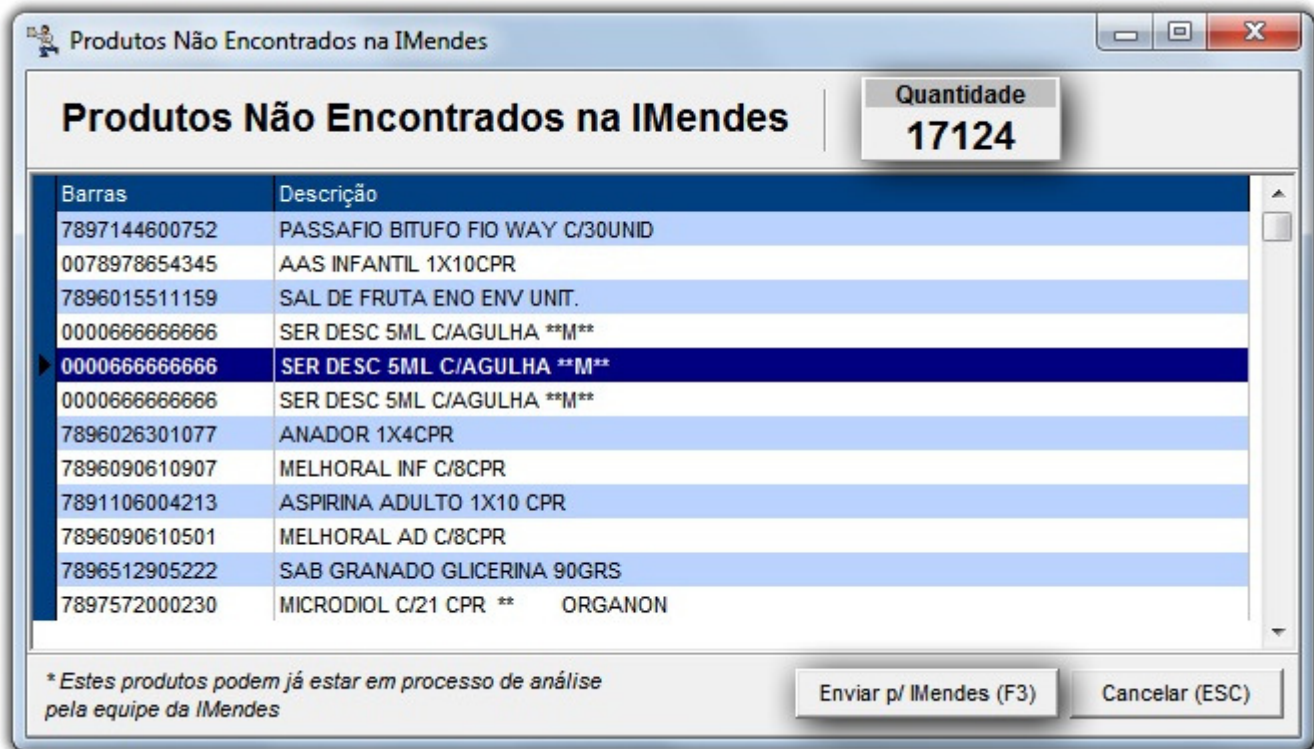 Produtos Não Encontrados na IMendes
Produtos Não Encontrados na IMendes
Quantidade
17124
Barras Descrição
7897144600752 PASSAFIO BITUFO FIO WAY C/30UNID
0078978654345 AAS INFANTIL 1X10CPR
7896015511159 SAL DE FRUTA ENO ENV UNIT.
0000666666666 SER DESC 5ML C/AGULHA **M**
0000666666666 SER DESC 5ML C/AGULHA **M**
0000666666666 SER DESC 5ML C/AGULHA **M**
7896026301077 ANADOR 1X4CPR
7896090610907 MELHORAL INF C/8CPR
7891106004213 ASPIRINA ADULTO 1X10 CPR
7896090610501 MELHORAL AD C/8CPR
7896512905222 SAB GRANADO GLICERINA 90GRS
7897572000230 MICRODIOL C/21 CPR ** ORGANON
* Estes produtos podem já estar em processo de análise
pela equipe da IMendes
Enviar p/ IMendes (F3) Cancelar (ESC)